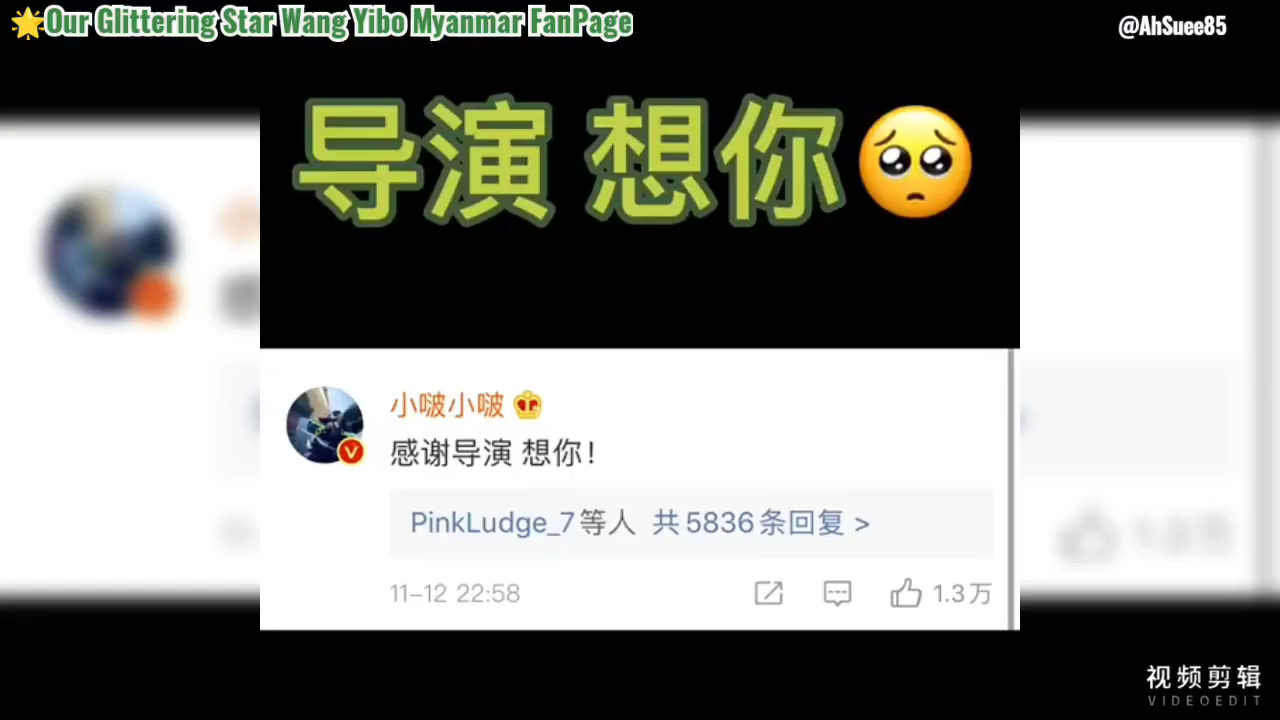 🌟Our Glittering Star Wang Yibo Myanmar FanPage
@AhSuee85
导演 想你🥺
小啵小啵
感谢导演 想你!
PinkLudge_7等人 共5836条回复 >
11-12 22:58
1.3万
视频剪辑
VIDEOEDIT